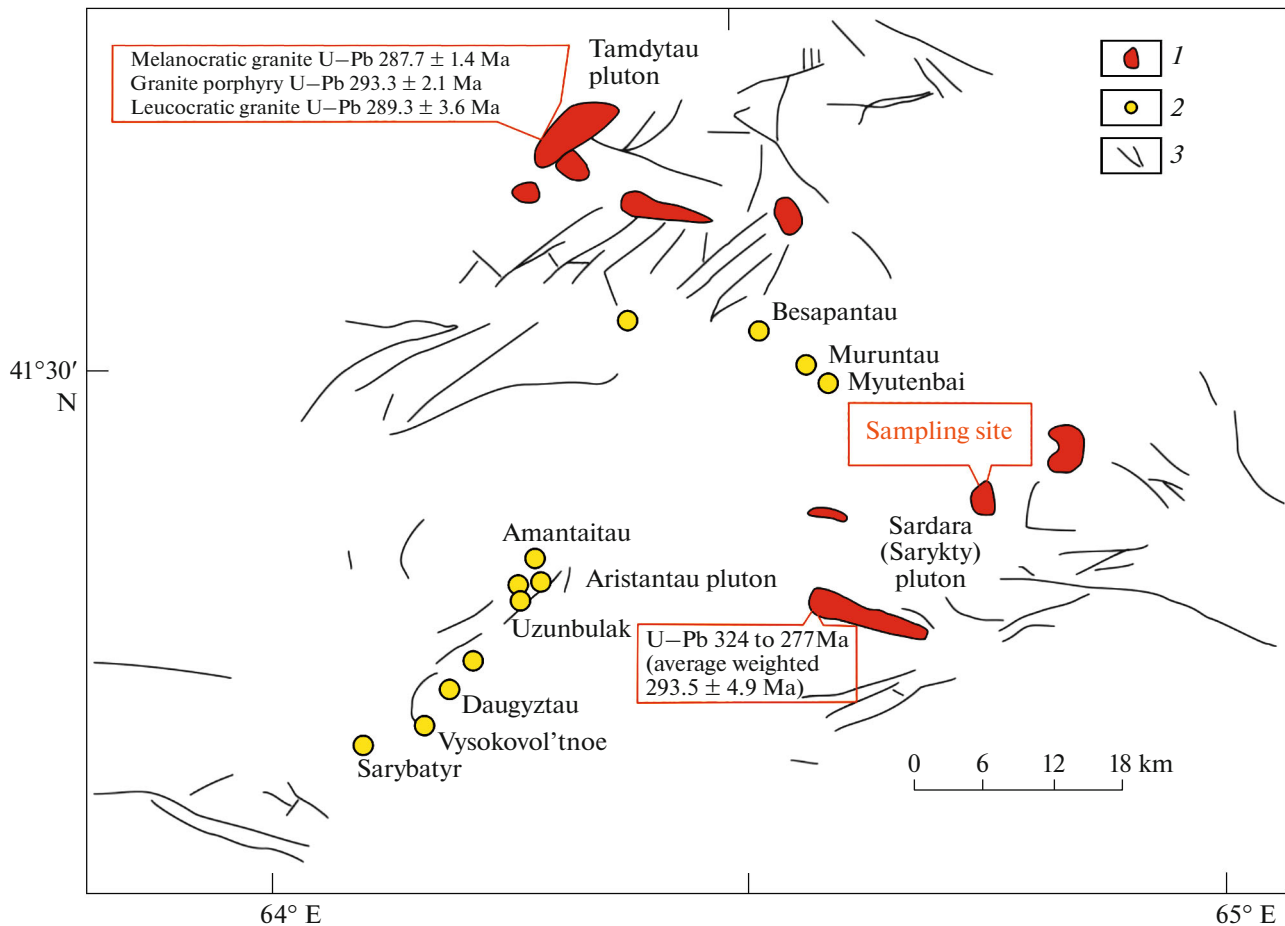 Melanocratic granite U–Pb 287.7 ± 1.4 Ma
Granite porphyry U–Pb 293.3 ± 2.1 Ma
Leucocratic granite U–Pb 289.3 ± 3.6 Ma
Tamdytau
pluton
1
2
3
Besapantau
Muruntau
Myutenbai
41°30′
N
Sampling site
Amantaitau
Aristantau pluton
Uzunbulak
Sardara
(Sarykty)
pluton
U–Pb 324 to 277Ma
(average weighted
293.5 ± 4.9 Ma)
Daugyztau
Vysokovol’tnoe
Sarybatyr
0 6 12 18 km
64° E
65° E